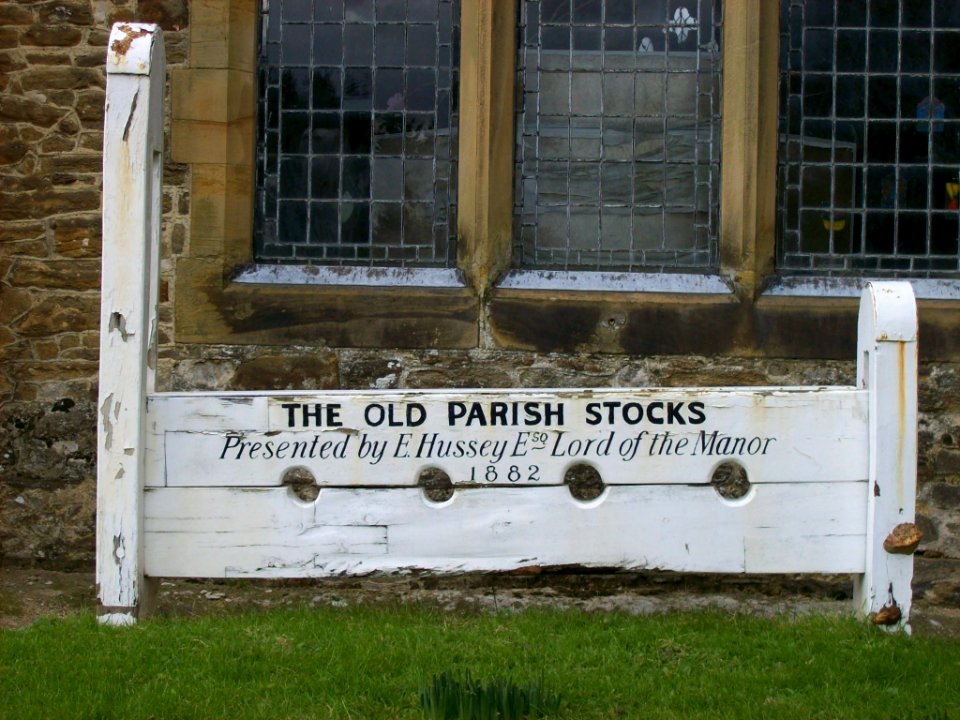 THE OLD PARISH STOCKS
Presented by E. Hussey ESQ Lord of the Manor
1882